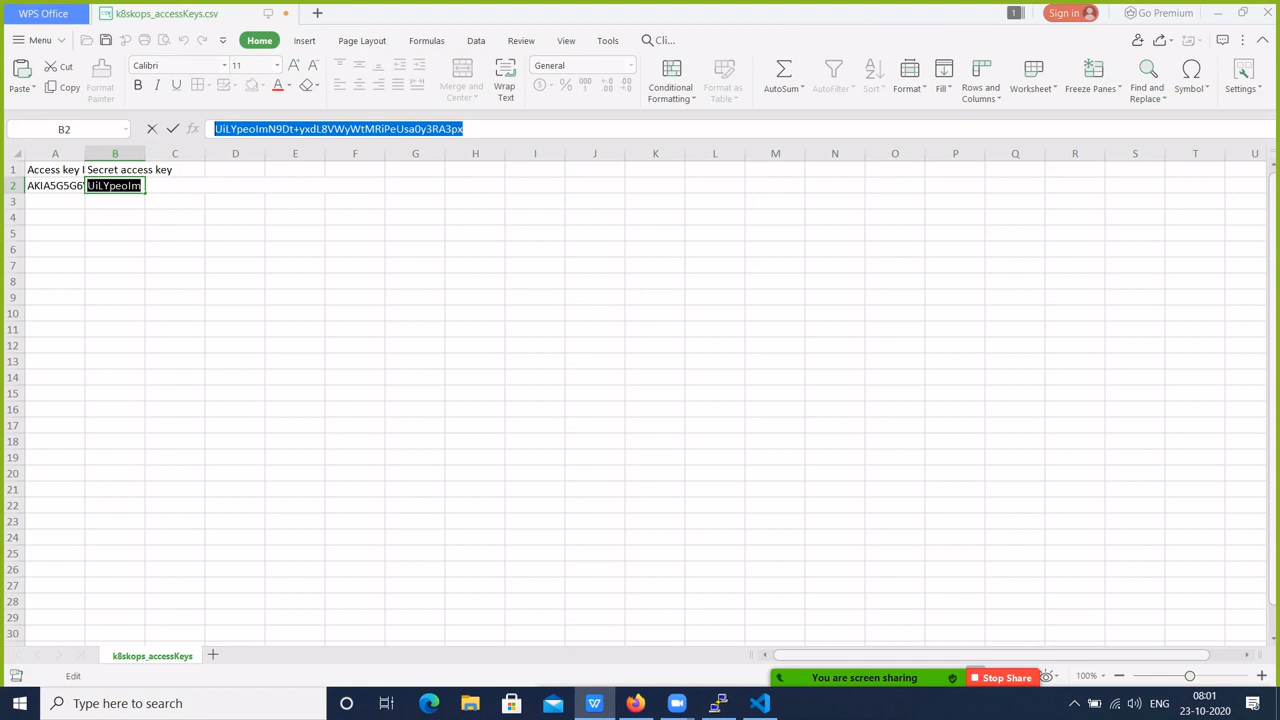 WPS Office
k8skops_accessKeys.csv
1
Sign in
Go Premium
Menu
Home
Insert
Page Layout
Formulas
Data
Review
View
Tools
Cli...
Paste
Cut
Copy
Format Painter
Calibri
11
B I U
A
Merge and Center
Wrap Text
General
Conditional Formatting
Format as Table
AutoSum
AutoFilter
Sort
Format
Fill
Rows and Columns
Worksheet
Freeze Panes
Find and Replace
Symbol
Settings
B2
fx
UiLYpeoImN9Dt+yxdL8VWyWtMRiPeUsa0y3RA3px
A B C D E F G H I J K L M N O P Q R S T U
1 Access key Secret access key
2 AKIA5G5G6 UiLYpeoIm
3
4
5
6
7
8
9
10
11
12
13
14
15
16
17
18
19
20
21
22
23
24
25
26
27
28
29
30
k8skops_accessKeys
Edit
You are screen sharing
Stop Share
100%
Type here to search
ENG
08:01
23-10-2020